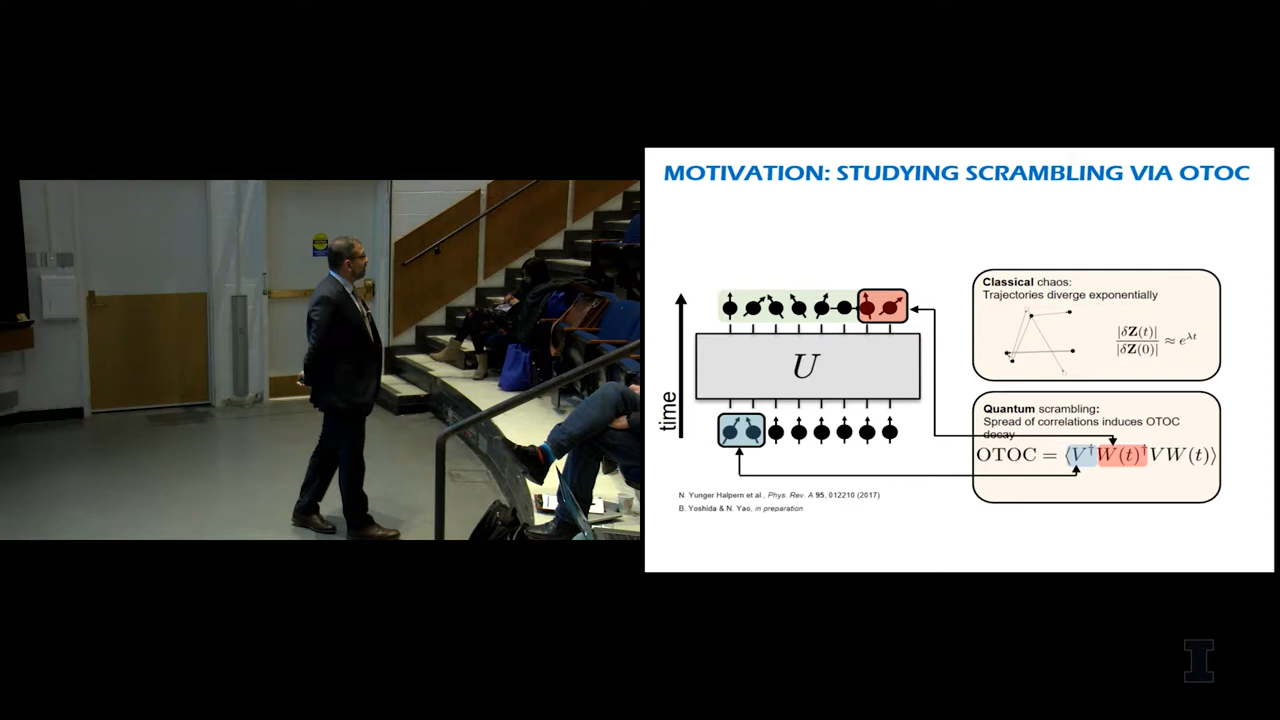 MOTIVATION: STUDYING SCRAMBLING VIA OTOC
Classical chaos:
Trajectories diverge exponentially
|δZ(t)|
|δZ(0)| ≈ e^{λt}
U
time
Quantum scrambling:
Spread of correlations induces OTOC
decay
OTOC = ⟨V†W(t)†VW(t)⟩
N. Yunger Halpern et al., Phys. Rev. A 95, 012210 (2017)
B. Yoshida & N. Yao, in preparation
I